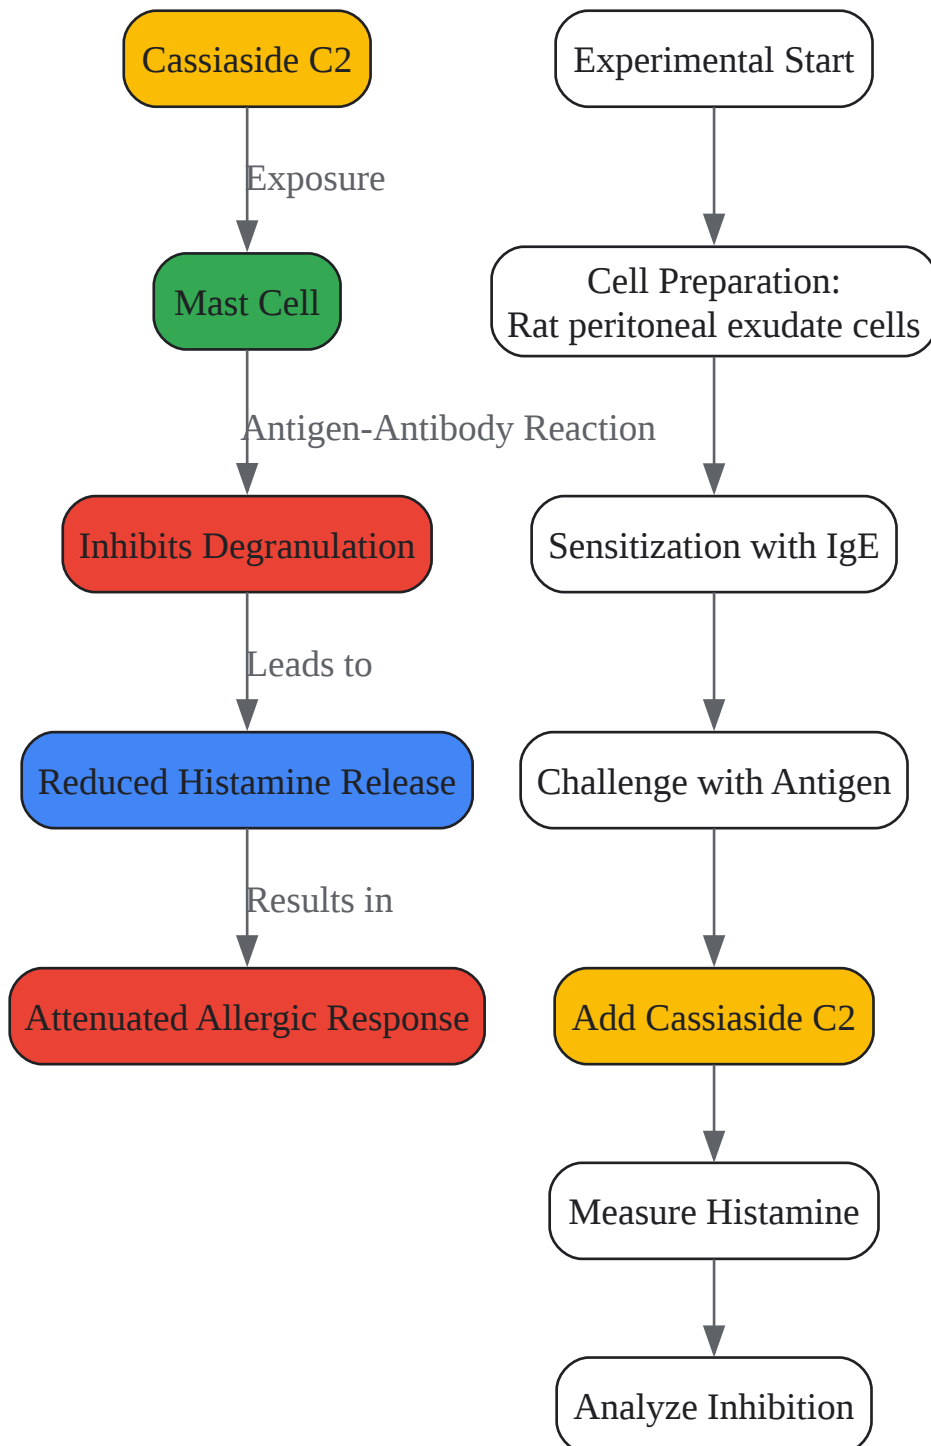 Cassiaside C2
Exposure
Mast Cell
Antigen-Antibody Reaction
Inhibits Degranulation
Leads to
Reduced Histamine Release
Results in
Attenuated Allergic Response
Experimental Start
Cell Preparation:
Rat peritoneal exudate cells
Sensitization with IgE
Challenge with Antigen
Add Cassiaside C2
Measure Histamine
Analyze Inhibition